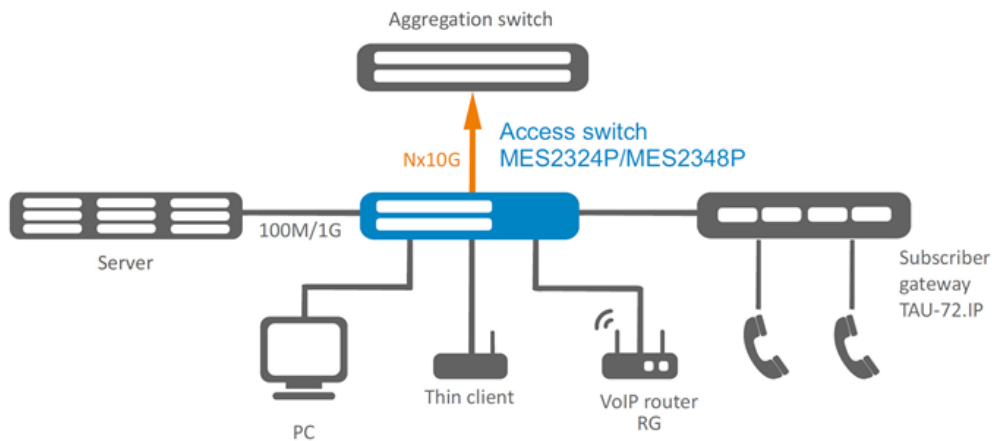 Aggregation switch
Nx10G
Access switch
MES2324P/MES2348P
100M/1G
Server
Subscriber
gateway
TAU-72.IP
PC
Thin client
VoIP router
RG